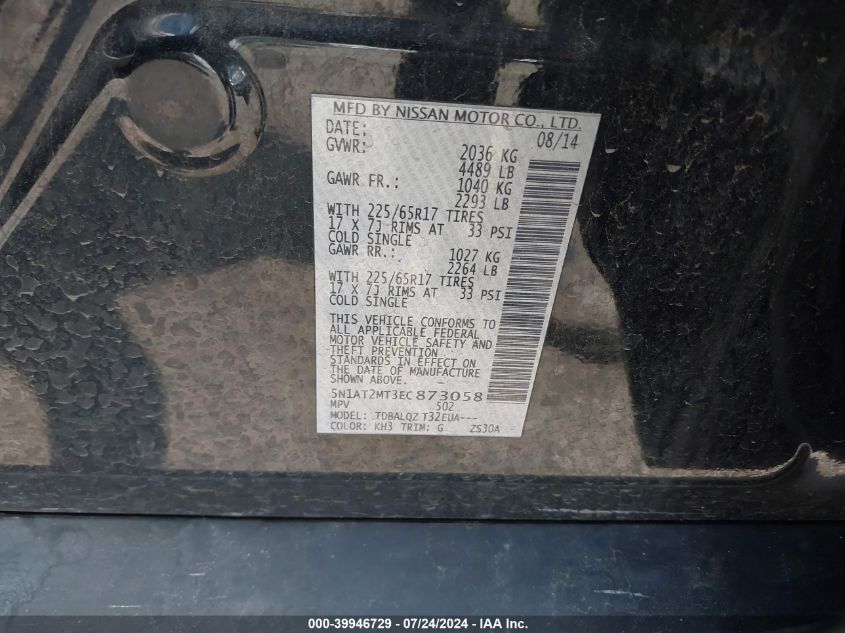 MFD BY NISSAN MOTOR CO., LTD.
DATE: 08/14
GVWR: 2036 KG
4489 LB
GAWR FR.: 1040 KG
2293 LB
WITH 225/65R17 TIRES
17 X 7J RIMS AT 33 PSI
COLD SINGLE
GAWR RR.: 1027 KG
2264 LB
WITH 225/65R17 TIRES
17 X 7J RIMS AT 33 PSI
COLD SINGLE
THIS VEHICLE CONFORMS TO
ALL APPLICABLE FEDERAL
MOTOR VEHICLE SAFETY AND
THEFT PREVENTION
STANDARDS IN EFFECT ON
THE DATE OF MANUFACTURE
SHOWN ABOVE.
5N1AT2MT3EC873058
MPV 502
MODEL: TDBALQZ T32EUA---
COLOR: KH3 TRIM: G 2S30A
000-39946729 - 07/24/2024 - IAA Inc.